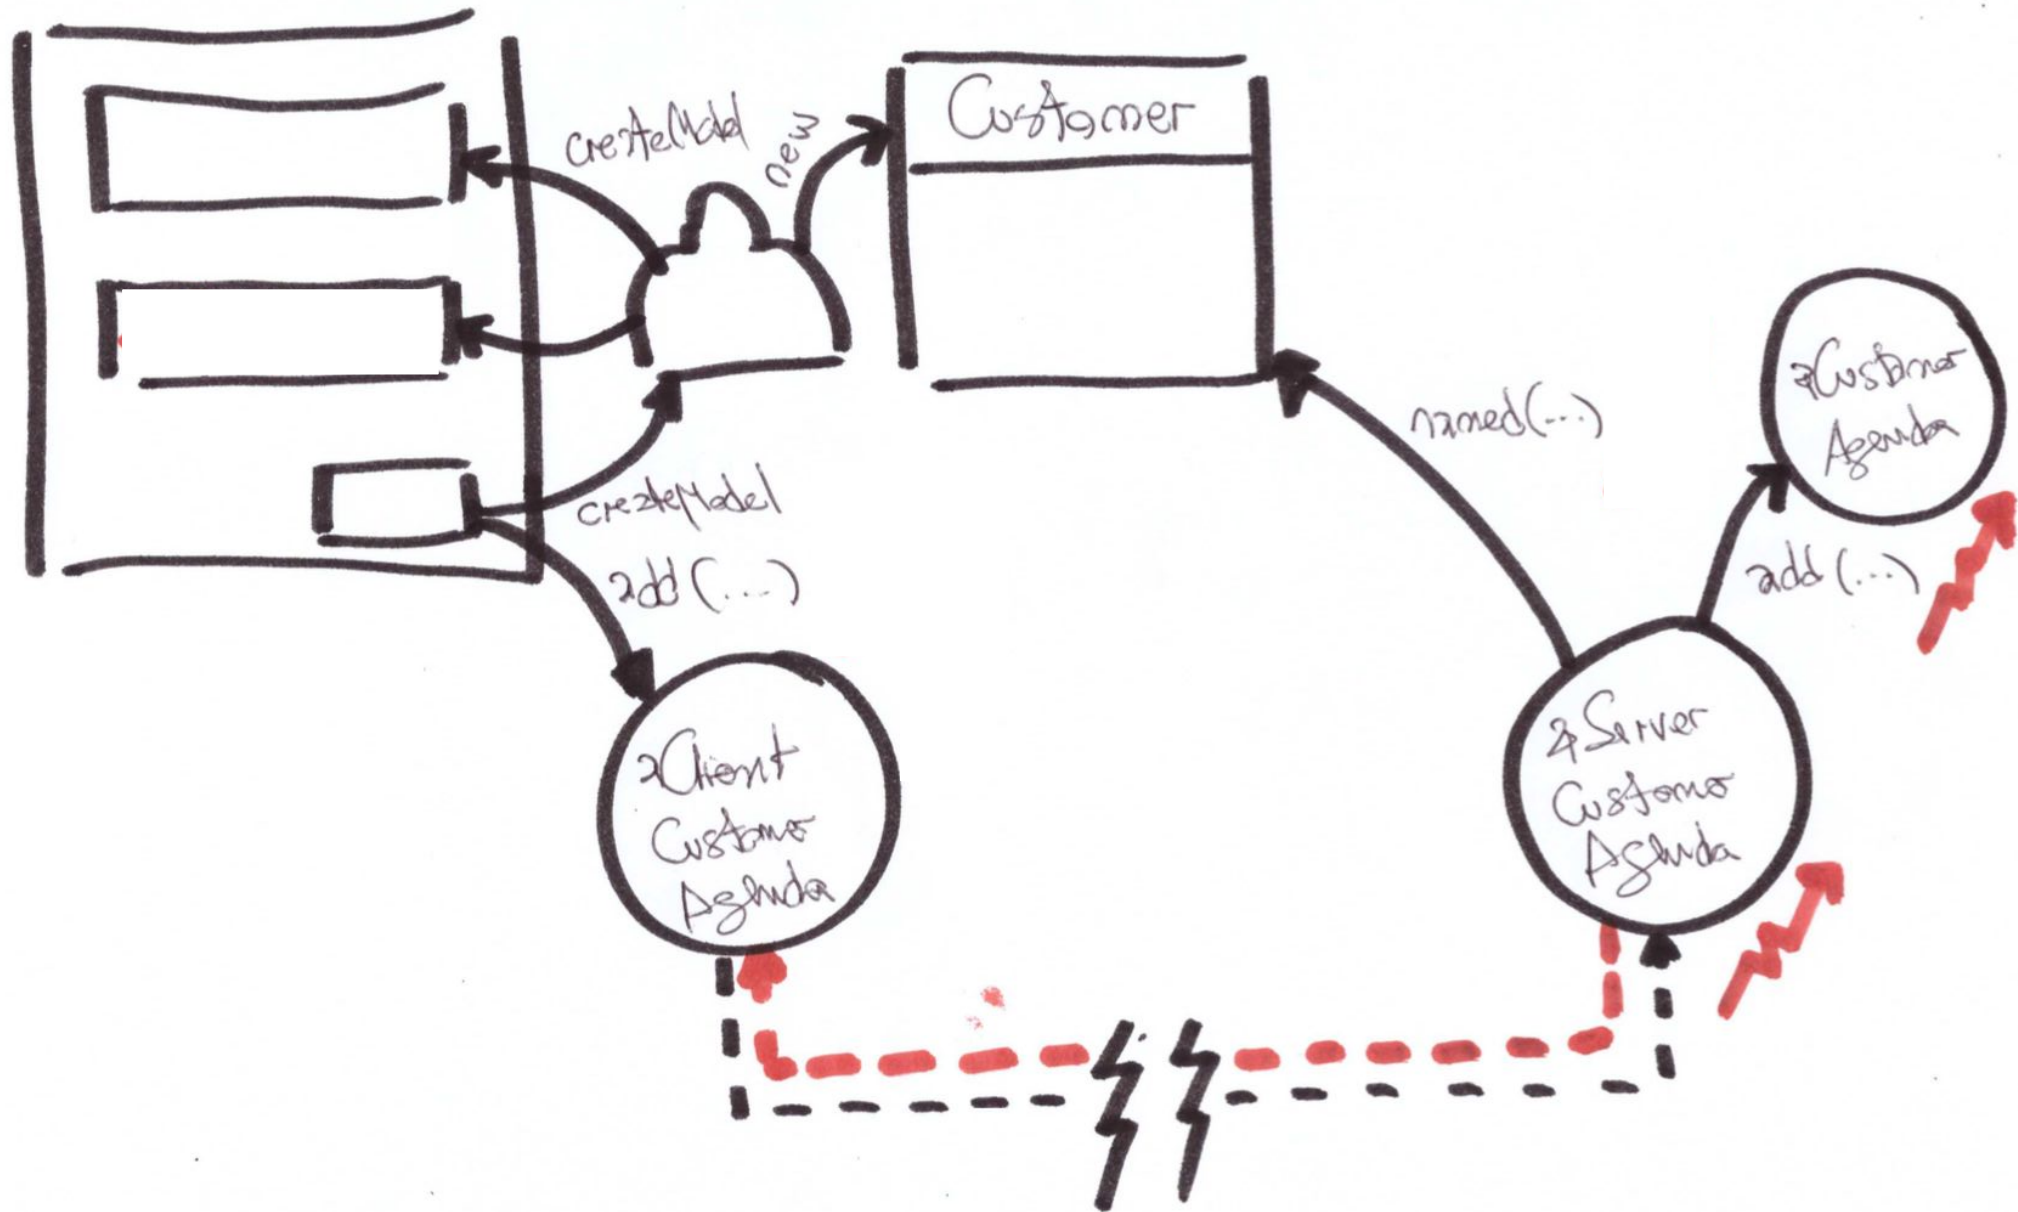 createModel
new
Customer
named(...)
aCustomer
Agenda
createModel
add(...)
add(...)
aClient
Customer
Agenda
aServer
Customer
Agenda